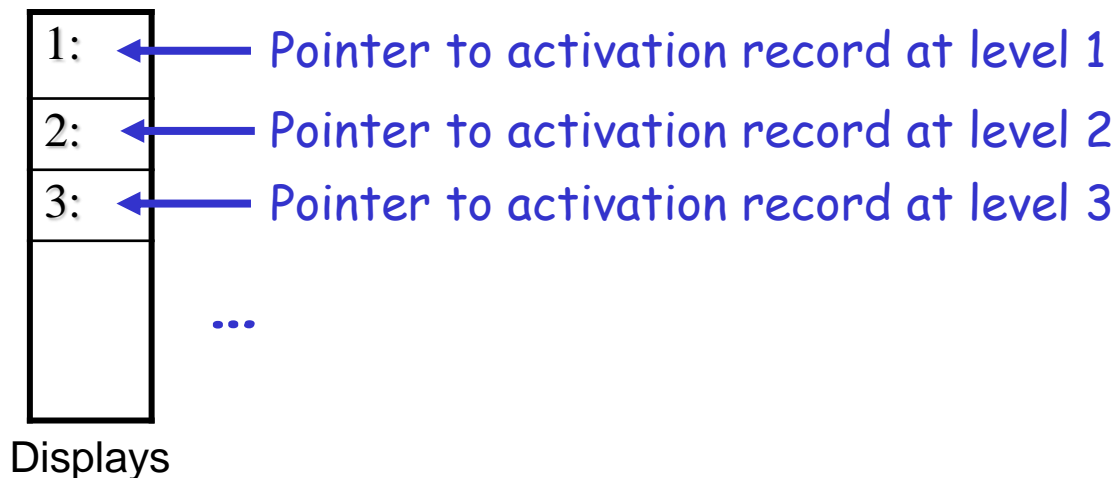 1: Pointer to activation record at level 1
2: Pointer to activation record at level 2
3: Pointer to activation record at level 3
...
Displays